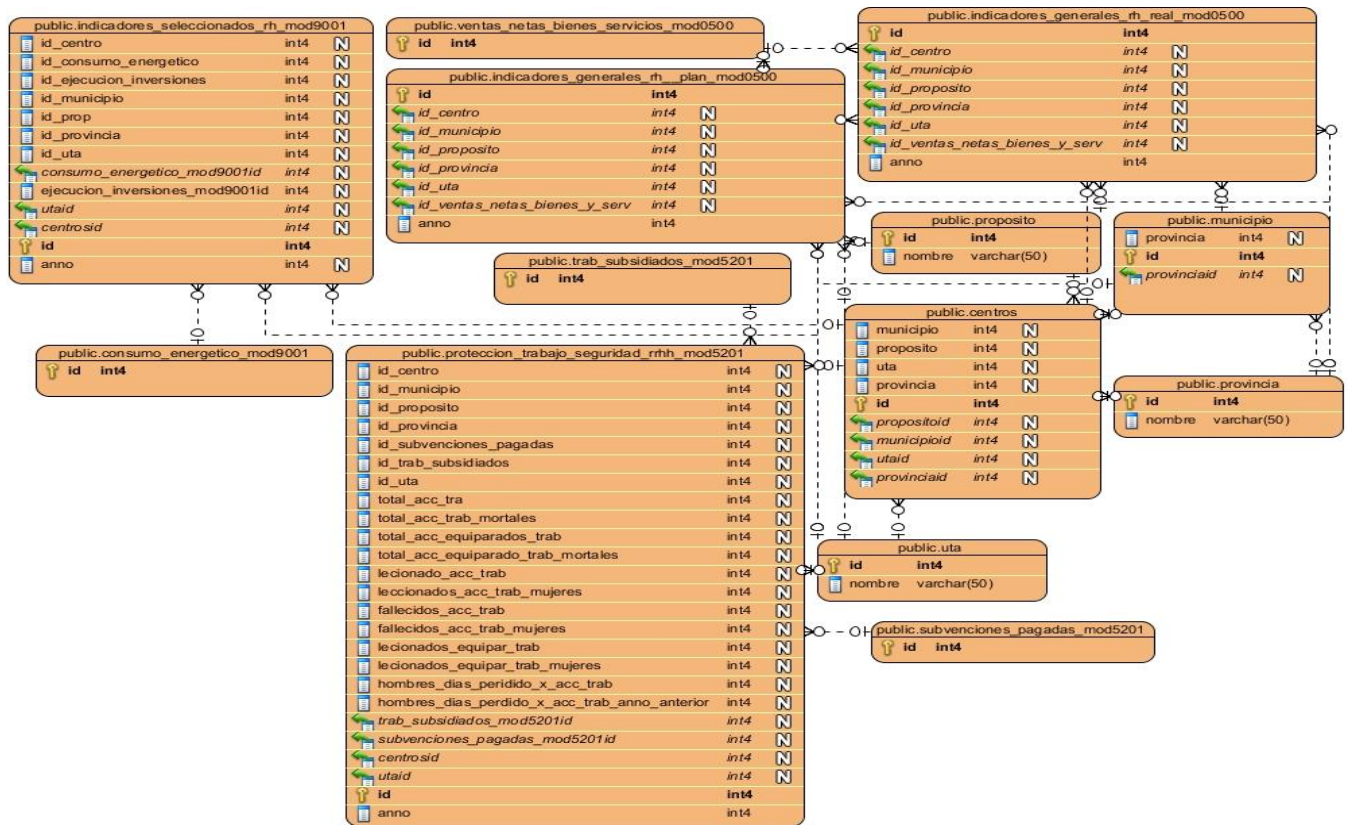 public.indicadores_seleccionados_rh_mod9001
id_centro int4 N
id_consumo_energetico int4 N
id_ejecucion_inversiones int4 N
id_municipio int4 N
id_prop int4 N
id_provincia int4 N
id_uta int4 N
consumo_energetico_mod9001id int4 N
ejecucion_inversiones_mod9001id int4 N
utaid int4 N
centrosid int4 N
id int4
anno int4 N
public.ventas_netas_bienes_servicios_mod0500
id int4
public.indicadores_generales_rh__plan_mod0500
id int4
id_centro int4 N
id_municipio int4 N
id_proposito int4 N
id_provincia int4 N
id_uta int4 N
id_ventas_netas_bienes_y_serv int4 N
anno int4
public.indicadores_generales_rh_real_mod0500
id int4
id_centro int4 N
id_municipio int4 N
id_proposito int4 N
id_provincia int4 N
id_uta int4 N
id_ventas_netas_bienes_y_serv int4 N
anno int4
public.proposito
id int4
nombre varchar(50)
public.municipio
provincia int4 N
id int4
provinciaid int4 N
public.trab_subsidiados_mod5201
id int4
public.centros
municipio int4 N
proposito int4 N
uta int4 N
provincia int4 N
id int4
propositoid int4 N
municipioid int4 N
utaid int4 N
provinciaid int4 N
public.consumo_energetico_mod9001
id int4
public.proteccion_trabajo_seguridad_rrhh_mod5201
id_centro int4 N
id_municipio int4 N
id_proposito int4 N
id_provincia int4 N
id_subvenciones_pagadas int4 N
id_trab_subsidiados int4 N
id_uta int4 N
total_acc_tra int4 N
total_acc_trab_mortales int4 N
total_acc_equiparados_trab int4 N
total_acc_equiparado_trab_mortales int4 N
lecionado_acc_trab int4 N
leccionados_acc_trab_mujeres int4 N
fallecidos_acc_trab int4 N
fallecidos_acc_trab_mujeres int4 N
lecionados_equipar_trab int4 N
lecionados_equipar_trab_mujeres int4 N
hombres_dias_peridido_x_acc_trab int4 N
hombres_dias_perdido_x_acc_trab_anno_anterior int4 N
trab_subsidiados_mod5201id int4 N
subvenciones_pagadas_mod5201id int4 N
centrosid int4 N
utaid int4 N
id int4
anno int4
public.provincia
id int4
nombre varchar(50)
public.uta
id int4
nombre varchar(50)
public.subvenciones_pagadas_mod5201
id int4